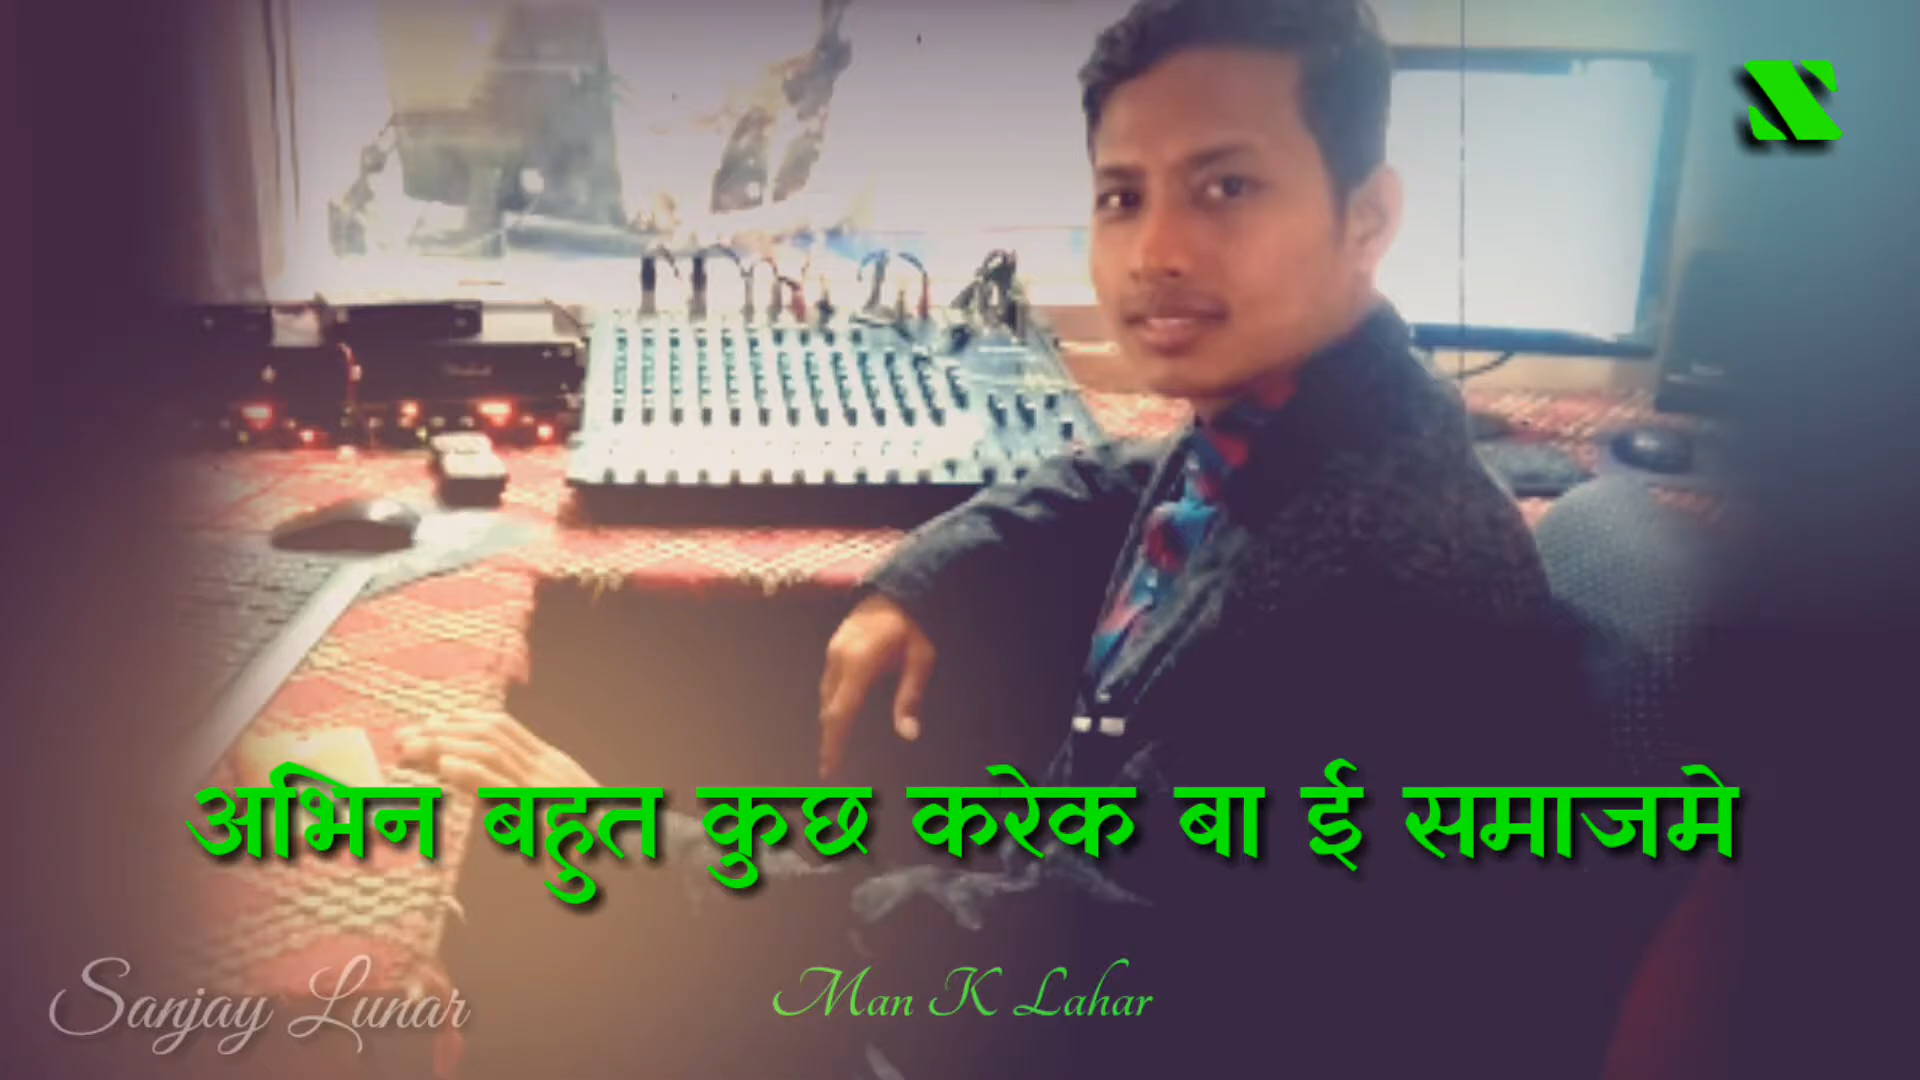 अभिन बहुत कुछ करेक बा ई समाजमे
Sanjay Lunar
Man K Lahar